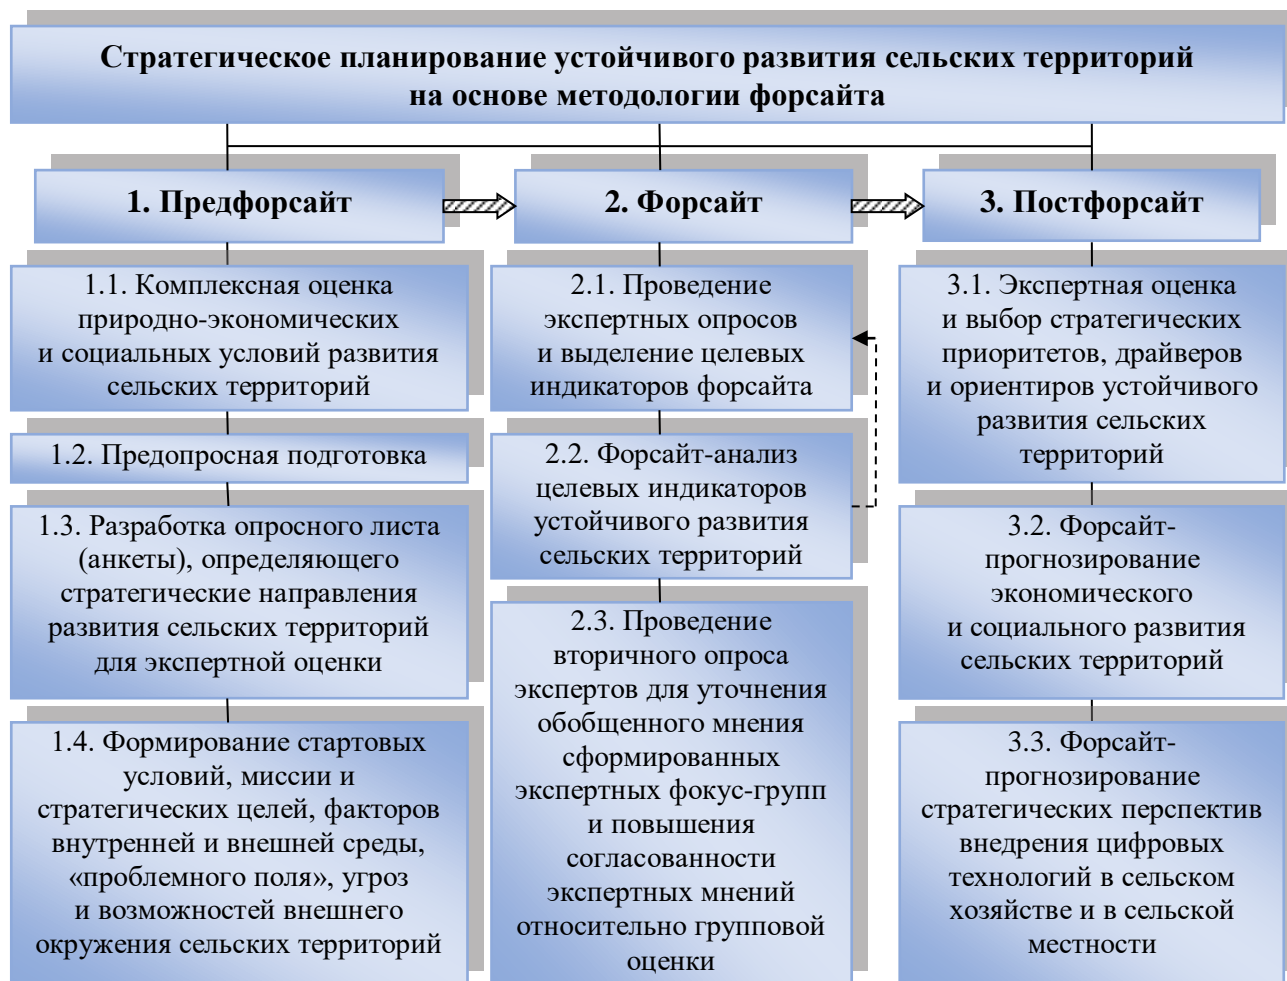 Стратегическое планирование устойчивого развития сельских территорий
на основе методологии форсайта
1. Предфорсайт
1.1. Комплексная оценка
природно-экономических
и социальных условий развития
сельских территорий
1.2. Предопросная подготовка
1.3. Разработка опросного листа
(анкеты), определяющего
стратегические направления
развития сельских территорий
для экспертной оценки
1.4. Формирование стартовых
условий, миссии и
стратегических целей, факторов
внутренней и внешней среды,
«проблемного поля», угроз
и возможностей внешнего
окружения сельских территорий
2. Форсайт
2.1. Проведение
экспертных опросов
и выделение целевых
индикаторов форсайта
2.2. Форсайт-анализ
целевых индикаторов
устойчивого развития
сельских территорий
2.3. Проведение
вторичного опроса
экспертов для уточнения
обобщенного мнения
сформированных
экспертных фокус-групп
и повышения
согласованности
экспертных мнений
относительно групповой
оценки
3. Постфорсайт
3.1. Экспертная оценка
и выбор стратегических
приоритетов, драйверов
и ориентиров устойчивого
развития сельских
территорий
3.2. Форсайт-
прогнозирование
экономического
и социального развития
сельских территорий
3.3. Форсайт-
прогнозирование
стратегических перспектив
внедрения цифровых
технологий в сельском
хозяйстве и в сельской
местности